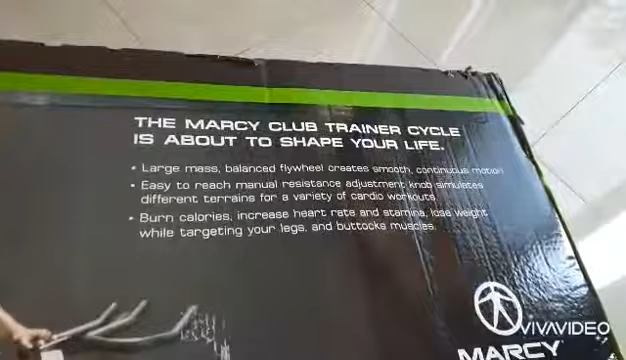 THE MARCY CLUB TRAINER CYCLE
IS ABOUT TO SHAPE YOUR LIFE.
• Large mass, balanced flywheel creates smooth, continuous motion
• Easy to reach manual resistance adjustment knob simulates
different terrains for a variety of cardio workouts.
• Burn calories, increase heart rate and stamina, lose weight
while targeting your legs, and buttocks muscles.
VIVAVIDEO
MARCY